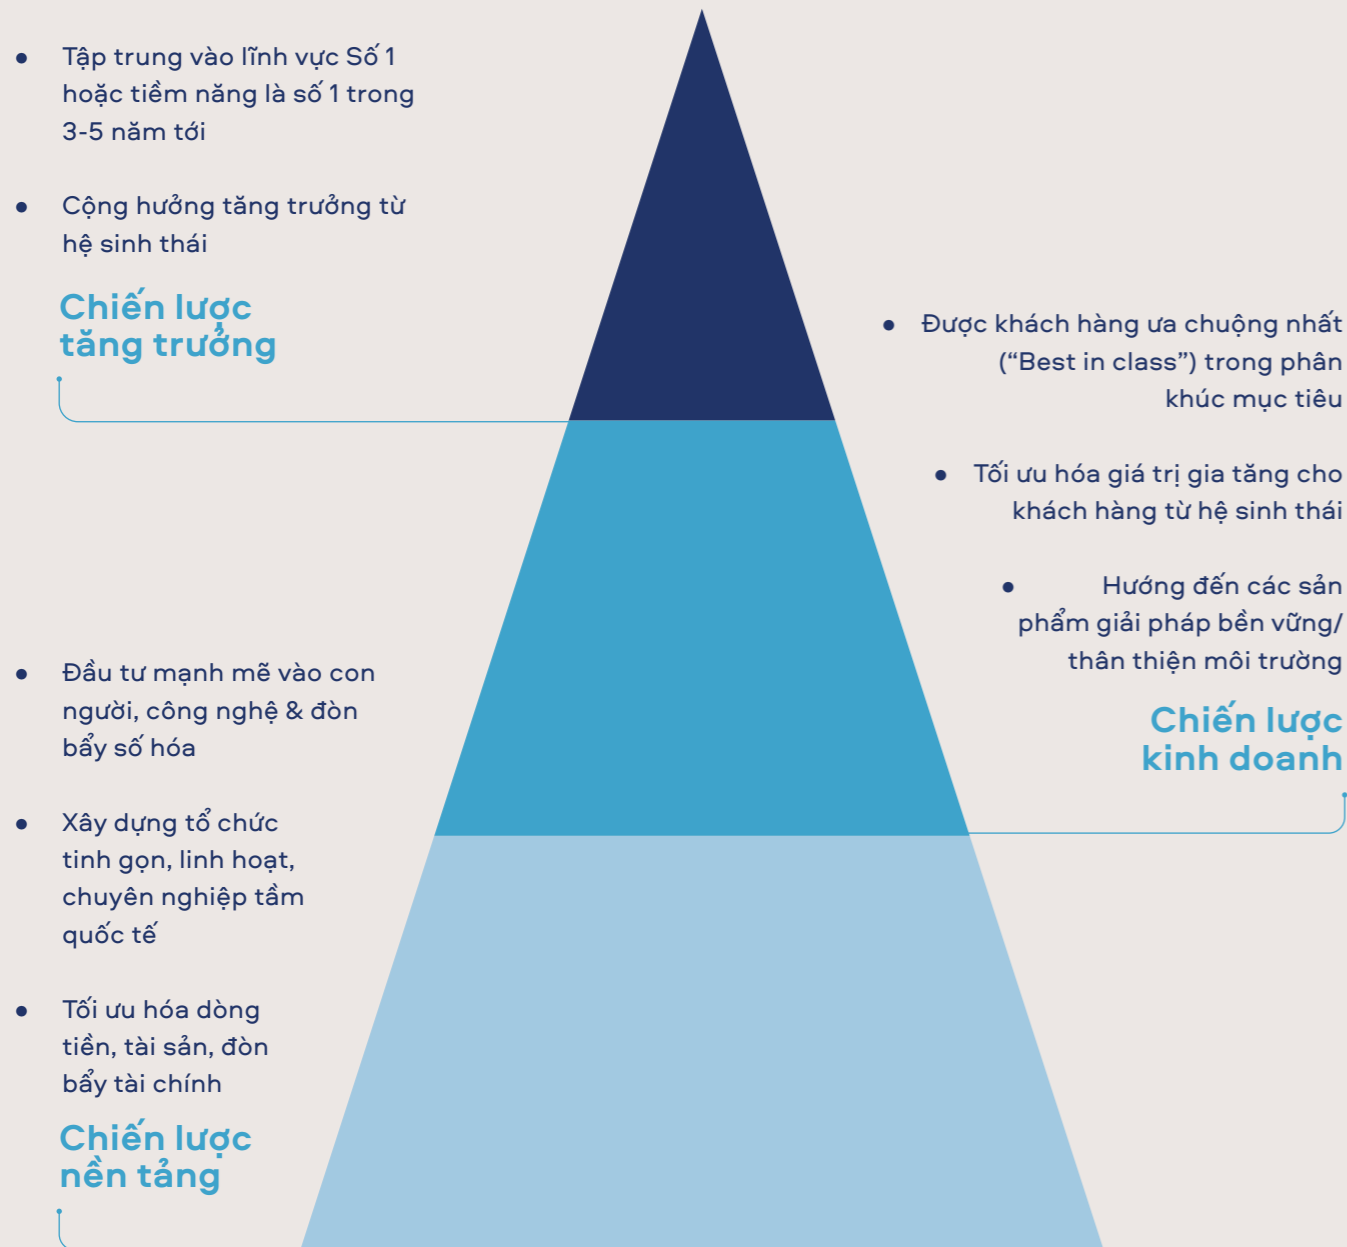 ● Tập trung vào lĩnh vực Số 1
hoặc tiềm năng là số 1 trong
3-5 năm tới
● Cộng hưởng tăng trưởng từ
hệ sinh thái
Chiến lược
tăng trưởng
● Được khách hàng ưa chuộng nhất
(“Best in class”) trong phân
khúc mục tiêu
● Tối ưu hóa giá trị gia tăng cho
khách hàng từ hệ sinh thái
● Hướng đến các sản
phẩm giải pháp bền vững/
thân thiện môi trường
Chiến lược
kinh doanh
● Đầu tư mạnh mẽ vào con
người, công nghệ & đòn
bẩy số hóa
● Xây dựng tổ chức
tinh gọn, linh hoạt,
chuyên nghiệp tầm
quốc tế
● Tối ưu hóa dòng
tiền, tài sản, đòn
bẩy tài chính
Chiến lược
nền tảng